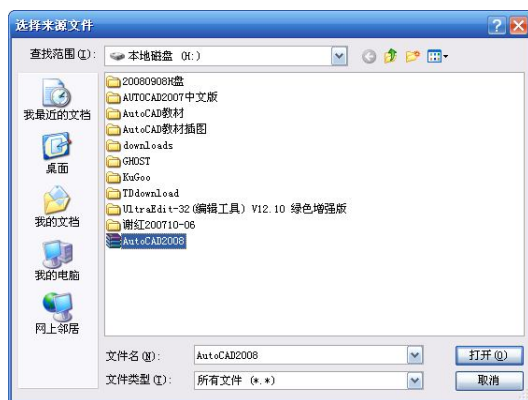 选择来源文件
查找范围(I): 本地磁盘 (H:)
我最近的文档
桌面
我的文档
我的电脑
网上邻居
20080908H盘
AUTOCAD2007中文版
AutoCAD教材
AutoCAD教材插图
downloads
GHOST
KuGoo
TDdownload
UltraEdit-32(编辑工具) V12.10 绿色增强版
谢红200710-06
AutoCAD2008
文件名(N): AutoCAD2008 打开(O)
文件类型(T): 所有文件 (*.*) 取消